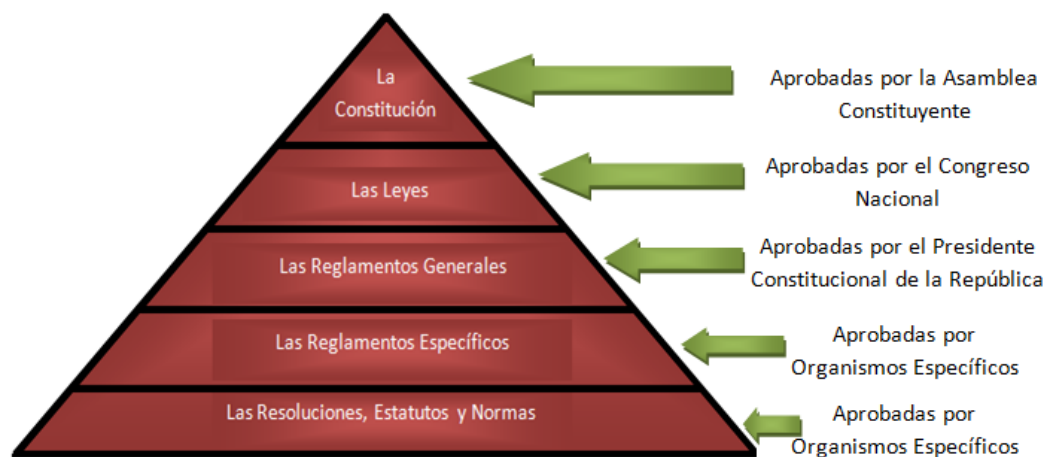 La
Constitución
Aprobadas por la Asamblea
Constituyente
Las Leyes
Aprobadas por el Congreso
Nacional
Las Reglamentos Generales
Aprobadas por el Presidente
Constitucional de la República
Las Reglamentos Específicos
Aprobadas por
Organismos Específicos
Las Resoluciones, Estatutos y Normas
Aprobadas por
Organismos Específicos